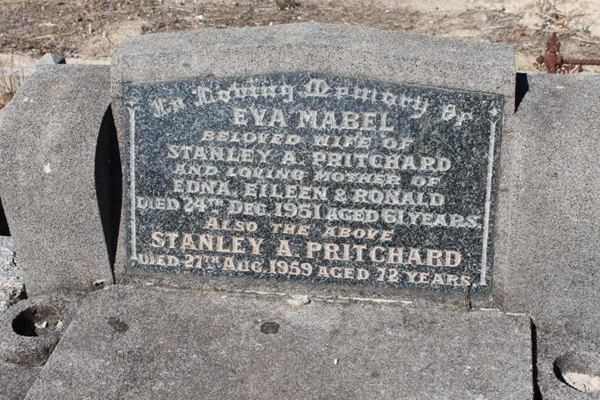 In Loving Memory of
EVA MABEL
BELOVED WIFE OF
STANLEY A. PRITCHARD
AND LOVING MOTHER OF
EDNA, EILEEN & RONALD
DIED 24TH DEC. 1951 AGED 61 YEARS.
ALSO THE ABOVE
STANLEY A. PRITCHARD
DIED 27TH AUG. 1959 AGED 72 YEARS.